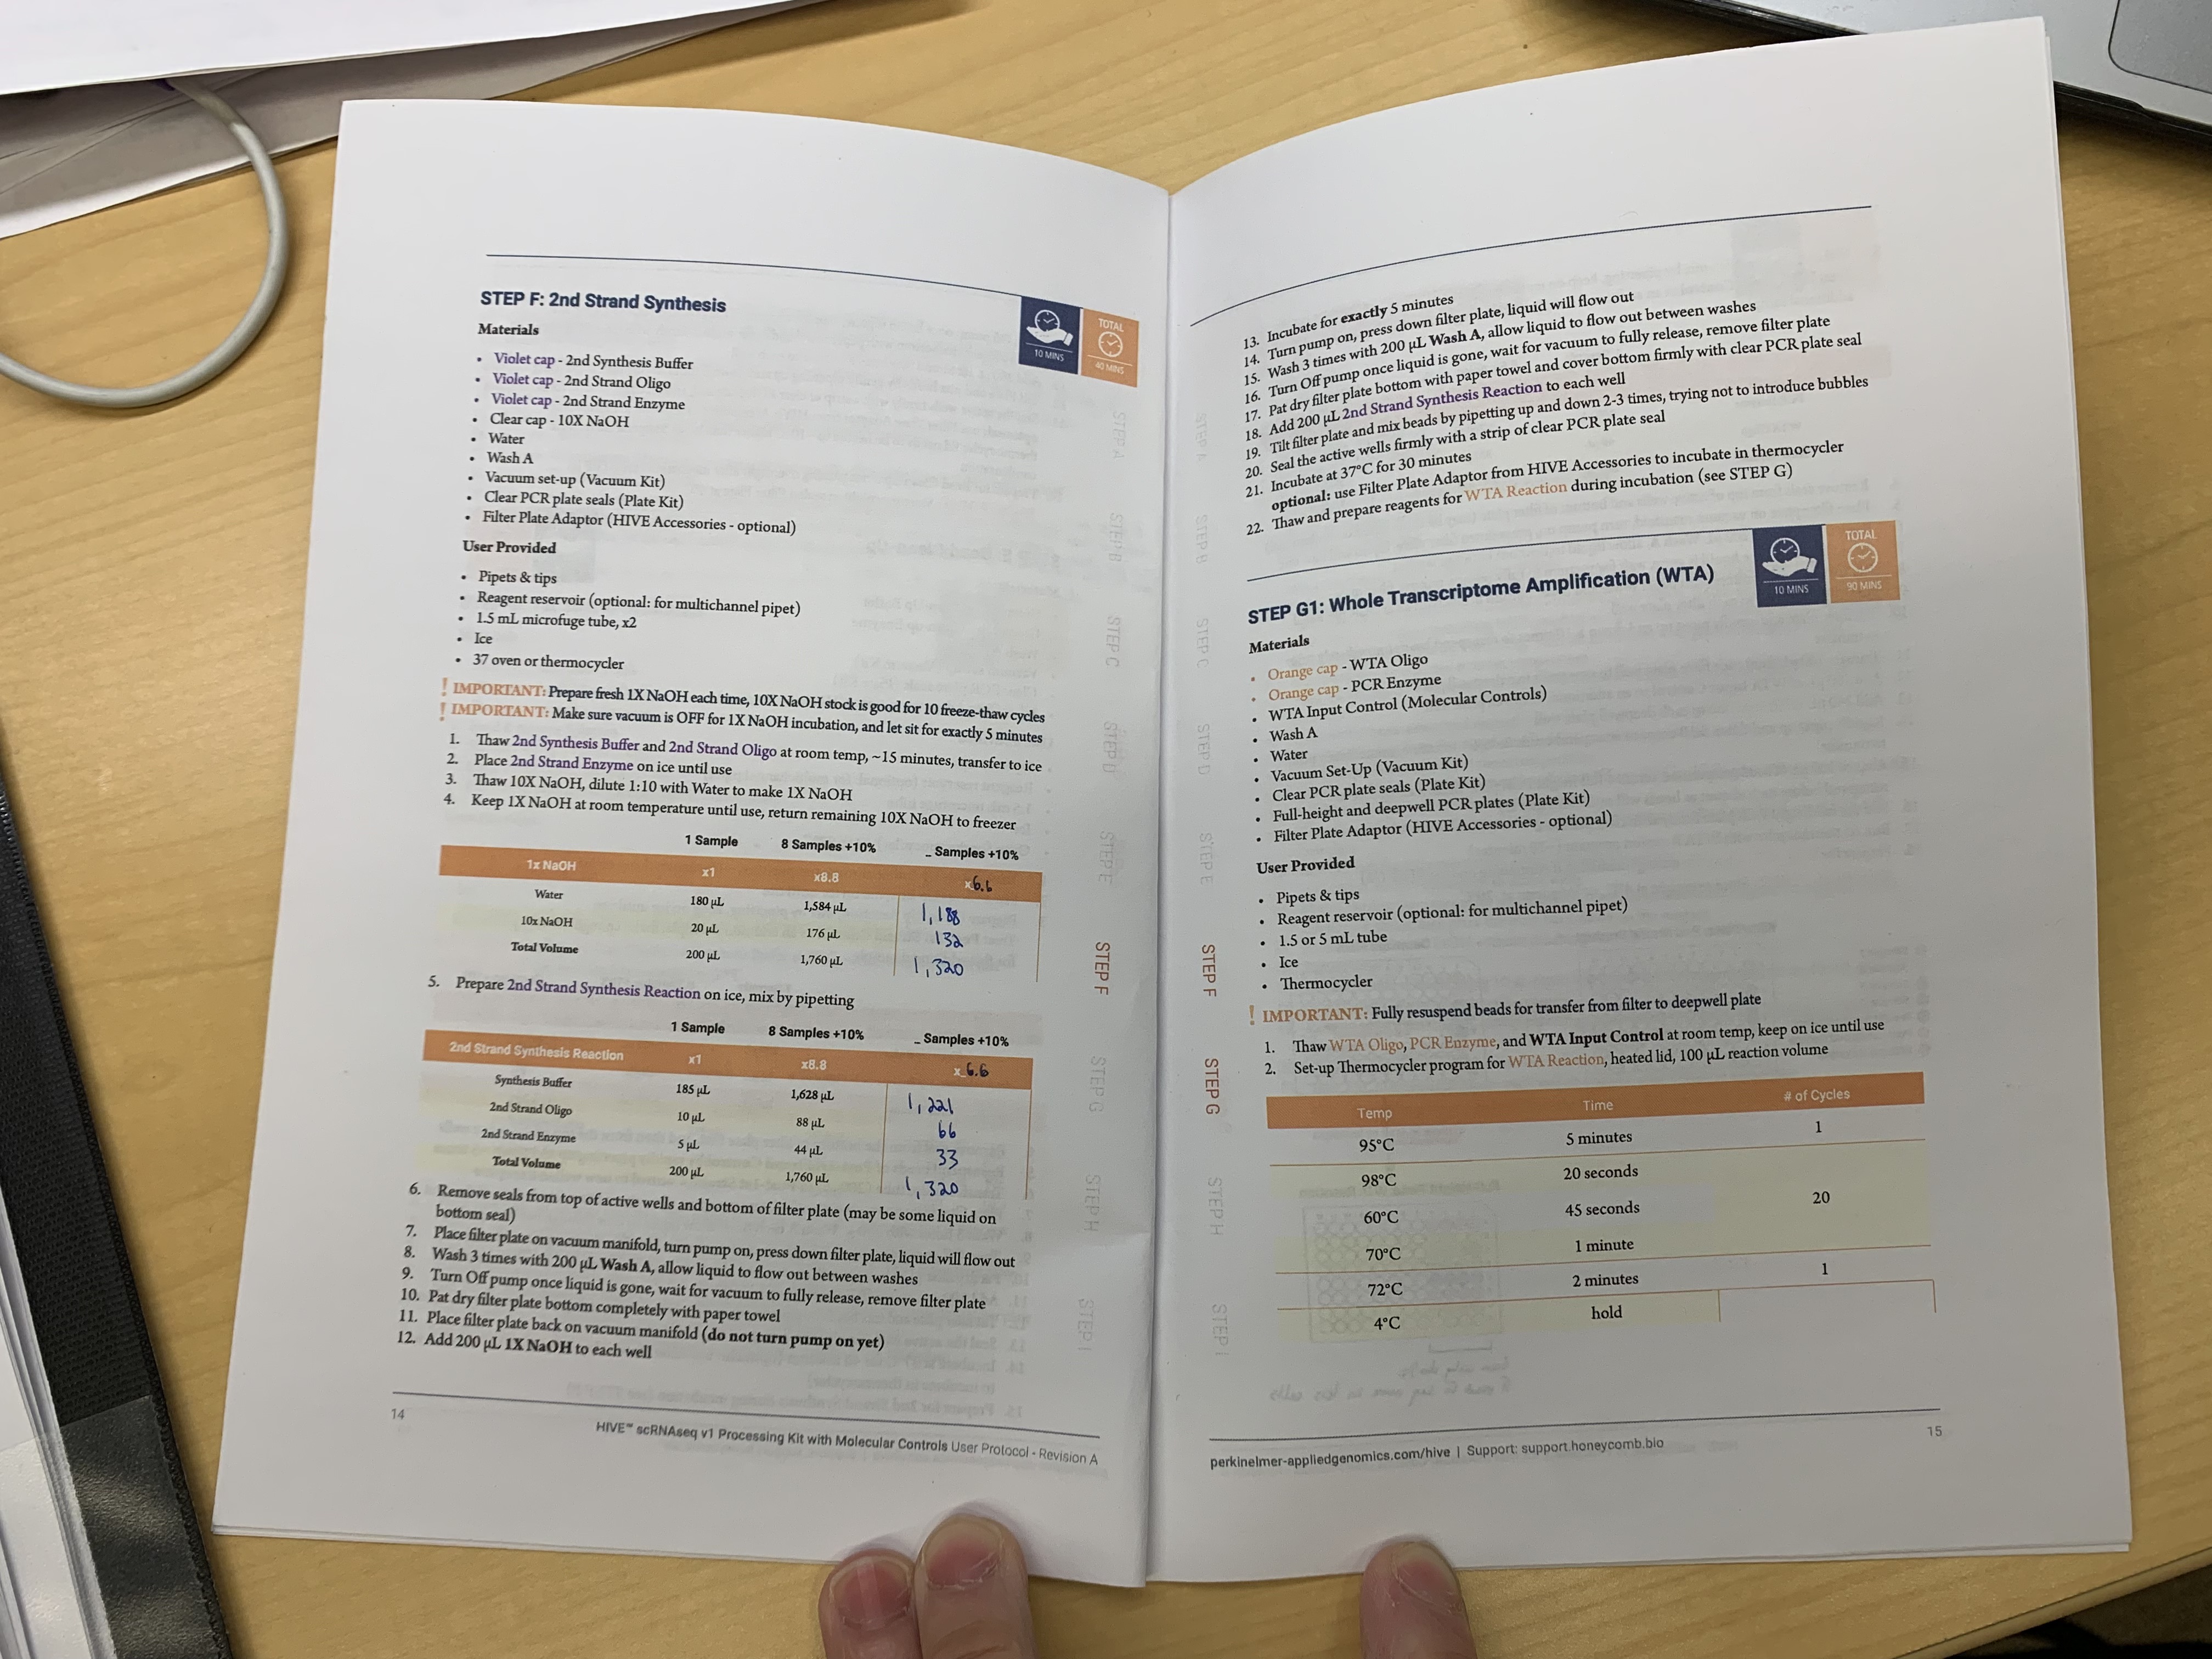 STEP F: 2nd Strand Synthesis
10 MINS
TOTAL
40 MINS
Materials
• Violet cap - 2nd Synthesis Buffer
• Violet cap - 2nd Strand Oligo
• Violet cap - 2nd Strand Enzyme
• Clear cap - 10X NaOH
• Water
• Wash A
• Vacuum set-up (Vacuum Kit)
• Clear PCR plate seals (Plate Kit)
• Filter Plate Adaptor (HIVE Accessories - optional)
User Provided
• Pipets & tips
• Reagent reservoir (optional: for multichannel pipet)
• 1.5 mL microfuge tube, x2
• Ice
• 37 oven or thermocycler
! IMPORTANT: Prepare fresh 1X NaOH each time, 10X NaOH stock is good for 10 freeze-thaw cycles
! IMPORTANT: Make sure vacuum is OFF for 1X NaOH incubation, and let sit for exactly 5 minutes
1. Thaw 2nd Synthesis Buffer and 2nd Strand Oligo at room temp, ~15 minutes, transfer to ice
2. Place 2nd Strand Enzyme on ice until use
3. Thaw 10X NaOH, dilute 1:10 with Water to make 1X NaOH
4. Keep 1X NaOH at room temperature until use, return remaining 10X NaOH to freezer
1 Sample 8 Samples +10% _ Samples +10%
1x NaOH x1 x8.8 x6.6
Water 180 µL 1,584 µL 1,188
10x NaOH 20 µL 176 µL 132
Total Volume 200 µL 1,760 µL 1,320
5. Prepare 2nd Strand Synthesis Reaction on ice, mix by pipetting
1 Sample 8 Samples +10% _ Samples +10%
2nd Strand Synthesis Reaction x1 x8.8 x_6.6
Synthesis Buffer 185 µL 1,628 µL 1,221
2nd Strand Oligo 10 µL 88 µL 66
2nd Strand Enzyme 5 µL 44 µL 33
Total Volume 200 µL 1,760 µL 1,320
6. Remove seals from top of active wells and bottom of filter plate (may be some liquid on
bottom seal)
7. Place filter plate on vacuum manifold, turn pump on, press down filter plate, liquid will flow out
8. Wash 3 times with 200 µL Wash A, allow liquid to flow out between washes
9. Turn Off pump once liquid is gone, wait for vacuum to fully release, remove filter plate
10. Pat dry filter plate bottom completely with paper towel
11. Place filter plate back on vacuum manifold (do not turn pump on yet)
12. Add 200 µL 1X NaOH to each well
14
HIVE™ scRNAseq v1 Processing Kit with Molecular Controls User Protocol - Revision A
STEP A
STEP B
STEP C
STEP D
STEP E
STEP F
STEP G
STEP H
STEP I
STEP A
STEP B
STEP C
STEP D
STEP E
STEP F
STEP G
STEP H
STEP I
13. Incubate for exactly 5 minutes
14. Turn pump on, press down filter plate, liquid will flow out
15. Wash 3 times with 200 µL Wash A, allow liquid to flow out between washes
16. Turn Off pump once liquid is gone, wait for vacuum to fully release, remove filter plate
17. Pat dry filter plate bottom with paper towel and cover bottom firmly with clear PCR plate seal
18. Add 200 µL 2nd Strand Synthesis Reaction to each well
19. Tilt filter plate and mix beads by pipetting up and down 2-3 times, trying not to introduce bubbles
20. Seal the active wells firmly with a strip of clear PCR plate seal
21. Incubate at 37°C for 30 minutes
optional: use Filter Plate Adaptor from HIVE Accessories to incubate in thermocycler
22. Thaw and prepare reagents for WTA Reaction during incubation (see STEP G)
STEP G1: Whole Transcriptome Amplification (WTA)
10 MINS
TOTAL
90 MINS
Materials
• Orange cap - WTA Oligo
• Orange cap - PCR Enzyme
• WTA Input Control (Molecular Controls)
• Wash A
• Water
• Vacuum Set-Up (Vacuum Kit)
• Clear PCR plate seals (Plate Kit)
• Full-height and deepwell PCR plates (Plate Kit)
• Filter Plate Adaptor (HIVE Accessories - optional)
User Provided
• Pipets & tips
• Reagent reservoir (optional: for multichannel pipet)
• 1.5 or 5 mL tube
• Ice
• Thermocycler
! IMPORTANT: Fully resuspend beads for transfer from filter to deepwell plate
1. Thaw WTA Oligo, PCR Enzyme, and WTA Input Control at room temp, keep on ice until use
2. Set-up Thermocycler program for WTA Reaction, heated lid, 100 µL reaction volume
Temp Time # of Cycles
95°C 5 minutes 1
98°C 20 seconds
60°C 45 seconds 20
70°C 1 minute
72°C 2 minutes 1
4°C hold
perkinelmer-appliedgenomics.com/hive | Support: support.honeycomb.bio
15